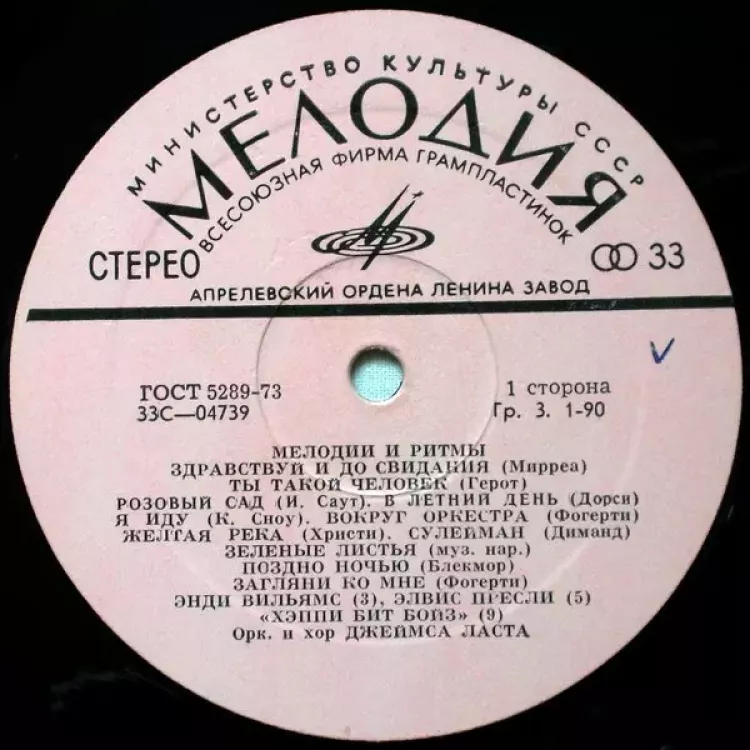 МИНИСТЕРСТВО КУЛЬТУРЫ СССР
МЕЛОДИЯ
ВСЕСОЮЗНАЯ ФИРМА ГРАМПЛАСТИНОК
СТЕРЕО
33
АПРЕЛЕВСКИЙ ОРДЕНА ЛЕНИНА ЗАВОД
ГОСТ 5289-73
33С—04739
1 сторона
Гр. 3. 1-90
МЕЛОДИИ И РИТМЫ
ЗДРАВСТВУЙ И ДО СВИДАНИЯ (Мирреа)
ТЫ ТАКОЙ ЧЕЛОВЕК (Герот)
РОЗОВЫЙ САД (И. Саут). В ЛЕТНИЙ ДЕНЬ (Дорси)
Я ИДУ (К. Сноу). ВОКРУГ ОРКЕСТРА (Фогерти)
ЖЕЛТАЯ РЕКА (Христи). СУЛЕЙМАН (Диманд)
ЗЕЛЕНЫЕ ЛИСТЬЯ (муз. нар.)
ПОЗДНО НОЧЬЮ (Блекмор)
ЗАГЛЯНИ КО МНЕ (Фогерти)
ЭНДИ ВИЛЬЯМС (3), ЭЛВИС ПРЕСЛИ (5)
«ХЭППИ БИТ БОЙЗ» (9)
Орк. и хор ДЖЕЙМСА ЛАСТА